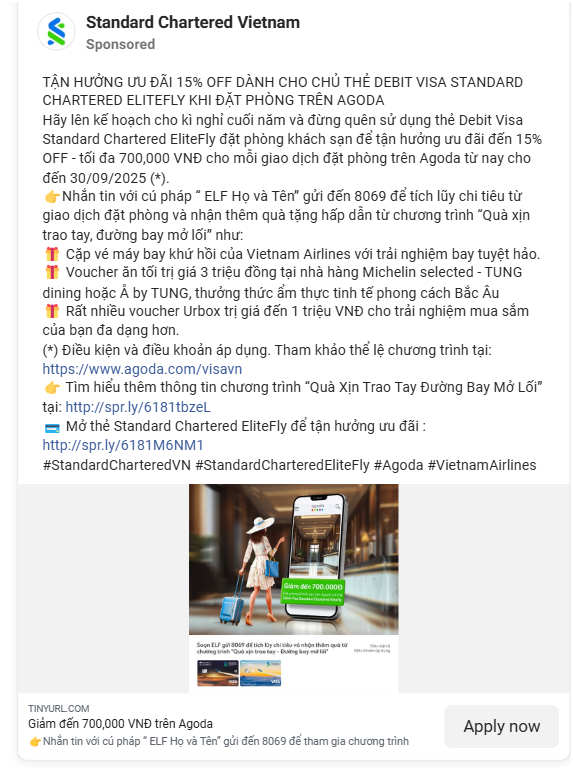 Standard Chartered Vietnam
Sponsored
TẬN HƯỞNG ƯU ĐÃI 15% OFF DÀNH CHO CHỦ THẺ DEBIT VISA STANDARD
CHARTERED ELITEFLY KHI ĐẶT PHÒNG TRÊN AGODA
Hãy lên kế hoạch cho kì nghỉ cuối năm và đừng quên sử dụng thẻ Debit Visa
Standard Chartered EliteFly đặt phòng khách sạn để tận hưởng ưu đãi đến 15%
OFF - tối đa 700,000 VNĐ cho mỗi giao dịch đặt phòng trên Agoda từ nay cho
đến 30/09/2025 (*).
👉Nhắn tin với cú pháp “ ELF Họ và Tên” gửi đến 8069 để tích lũy chi tiêu từ
giao dịch đặt phòng và nhận thêm quà tặng hấp dẫn từ chương trình “Quà xịn
trao tay, đường bay mở lối” như:
🎁 Cặp vé máy bay khứ hồi của Vietnam Airlines với trải nghiệm bay tuyệt hảo.
🎁 Voucher ăn tối trị giá 3 triệu đồng tại nhà hàng Michelin selected - TUNG
dining hoặc Å by TUNG, thưởng thức ẩm thực tinh tế phong cách Bắc Âu
🎁 Rất nhiều voucher Urbox trị giá đến 1 triệu VNĐ cho trải nghiệm mua sắm
của bạn đa dạng hơn.
(*) Điều kiện và điều khoản áp dụng. Tham khảo thể lệ chương trình tại:
https://www.agoda.com/visavn
👉 Tìm hiểu thêm thông tin chương trình “Quà Xịn Trao Tay Đường Bay Mở Lối”
tại: http://spr.ly/6181tbzeL
💳 Mở thẻ Standard Chartered EliteFly để tận hưởng ưu đãi :
http://spr.ly/6181M6NM1
#StandardCharteredVN #StandardCharteredEliteFly #Agoda #VietnamAirlines
agoda
Giảm đến 700.000Đ
Soạn ELF gửi 8069 để tích lũy chi tiêu và nhận thêm quà từ
chương trình "Quà xịn trao tay - Đường bay mở lối"
VISA
VISA
TINYURL.COM
Giảm đến 700,000 VNĐ trên Agoda
👉Nhắn tin với cú pháp “ ELF Họ và Tên” gửi đến 8069 để tham gia chương trình
Apply now